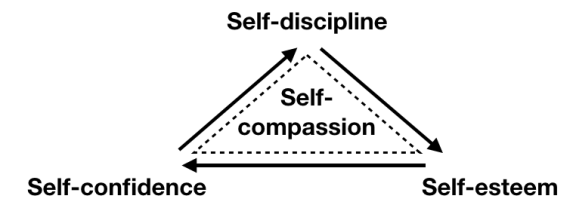 Self-discipline
Self-
compassion
Self-confidence
Self-esteem